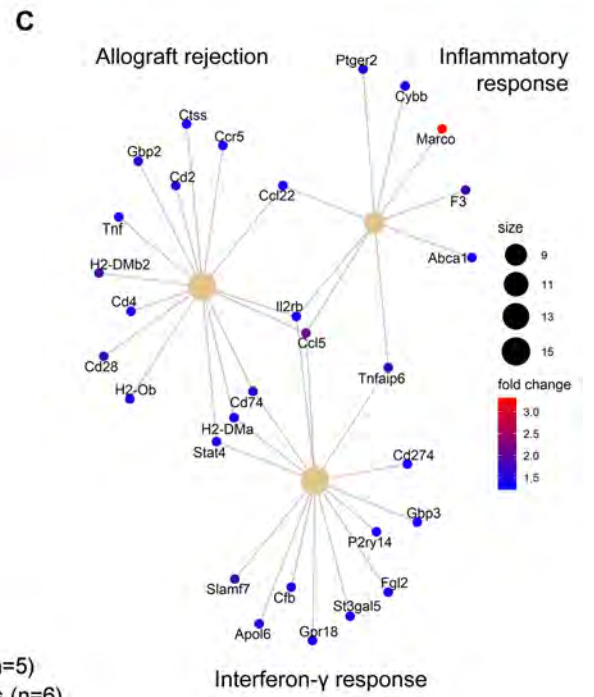 C
Allograft rejection
Inflammatory
response
Ptger2
Cybb
Marco
F3
Abca1
Ctss
Ccr5
Gbp2
Cd2
Ccl22
Tnf
H2-DMb2
Cd4
Cd28
H2-Ob
Il2rb
Ccl5
Tnfaip6
Cd74
H2-DMa
Stat4
size
9
11
13
15
fold change
3.0
2.5
2.0
1.5
Cd274
Gbp3
P2ry14
Fgl2
St3gal5
Slamf7
Cfb
Apol6
Gpr18
Interferon-γ response
n=5)
(n=6)